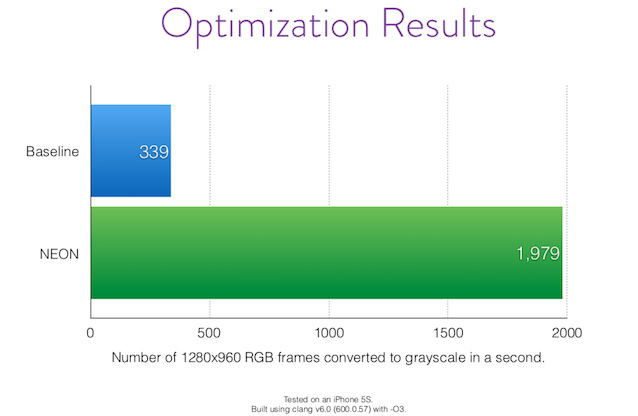 Optimization Results
Baseline
339
NEON
1,979
0 500 1000 1500 2000
Number of 1280x960 RGB frames converted to grayscale in a second.
Tested on an iPhone 5S.
Built using clang v6.0 (600.0.57) with -O3.